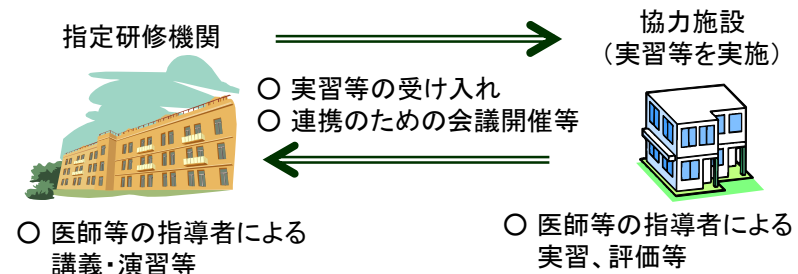 指定研修機関
協力施設
（実習等を実施）
○ 実習等の受け入れ
○ 連携のための会議開催等
○ 医師等の指導者による
講義・演習等
○ 医師等の指導者による
実習、評価等